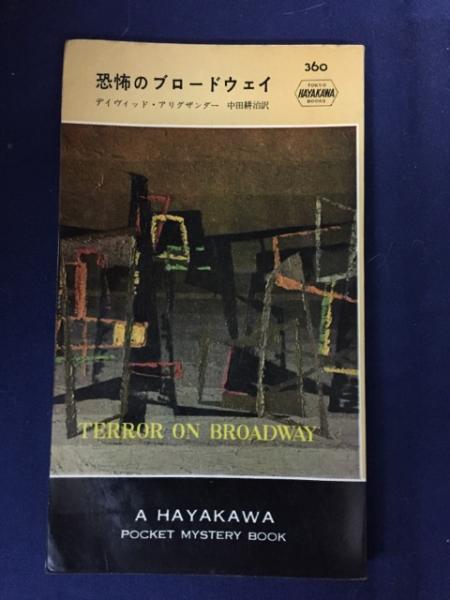 360
恐怖のブロードウェイ
TOKYO
HAYAKAWA
BOOKS
デイヴィッド・アリグザンダー 中田耕治訳
TERROR ON BROADWAY
A HAYAKAWA
POCKET MYSTERY BOOK